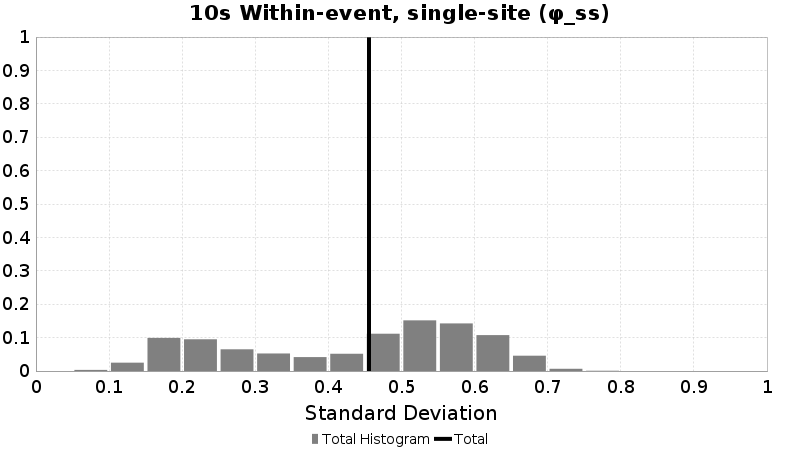 10s Within-event, single-site (φ_ss)
1
0.9
0.8
0.7
0.6
0.5
0.4
0.3
0.2
0.1
0
0 0.1 0.2 0.3 0.4 0.5 0.6 0.7 0.8 0.9 1
Standard Deviation
Total Histogram Total